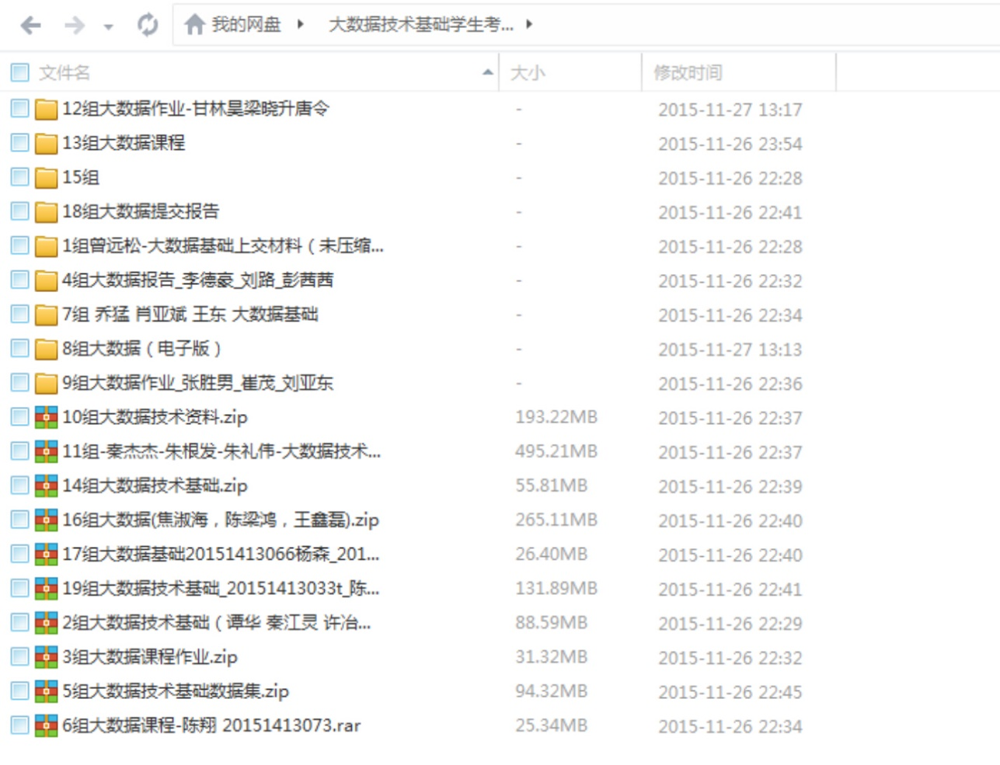 我的网盘 大数据技术基础学生考...
文件名 大小 修改时间
12组大数据作业-甘林昊梁晓升唐令 - 2015-11-27 13:17
13组大数据课程 - 2015-11-26 23:54
15组 - 2015-11-26 22:28
18组大数据提交报告 - 2015-11-26 22:41
1组曾远松-大数据基础上交材料（未压缩... - 2015-11-26 22:28
4组大数据报告_李德豪_刘路_彭茜茜 - 2015-11-26 22:32
7组 乔猛 肖亚斌 王东 大数据基础 - 2015-11-26 22:34
8组大数据（电子版） - 2015-11-27 13:13
9组大数据作业_张胜男_崔茂_刘亚东 - 2015-11-26 22:36
10组大数据技术资料.zip 193.22MB 2015-11-26 22:37
11组-秦杰杰-朱根发-朱礼伟-大数据技术... 495.21MB 2015-11-26 22:37
14组大数据技术基础.zip 55.81MB 2015-11-26 22:39
16组大数据(焦淑海，陈梁鸿，王鑫磊).zip 265.11MB 2015-11-26 22:40
17组大数据基础20151413066杨森_201... 26.40MB 2015-11-26 22:40
19组大数据技术基础_20151413033t_陈... 131.89MB 2015-11-26 22:41
2组大数据技术基础（谭华 秦江灵 许冶... 88.59MB 2015-11-26 22:29
3组大数据课程作业.zip 31.32MB 2015-11-26 22:32
5组大数据技术基础数据集.zip 94.32MB 2015-11-26 22:45
6组大数据课程-陈翔 20151413073.rar 25.34MB 2015-11-26 22:34